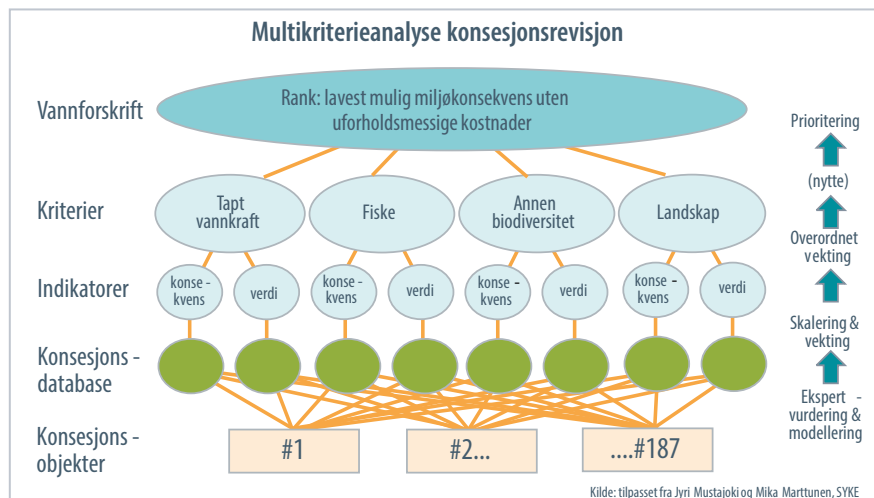 Multikriterieanalyse konsesjonsrevisjon
Vannforskrift
Rank: lavest mulig miljøkonsekvens uten
uforholdsmessige kostnader
Prioritering
(nytte)
Kriterier
Tapt
vannkraft
Fiske
Annen
biodiversitet
Landskap
Overordnet
vekting
Indikatorer
konse -
kvens
verdi
konse -
kvens
verdi
konse -
kvens
verdi
konse -
kvens
verdi
Skalering &
vekting
Konsesjons -
database
Ekspert -
vurdering &
modellering
Konsesjons -
objekter
#1
#2...
....#187
Kilde: tilpasset fra Jyri Mustajoki og Mika Marttunen, SYKE